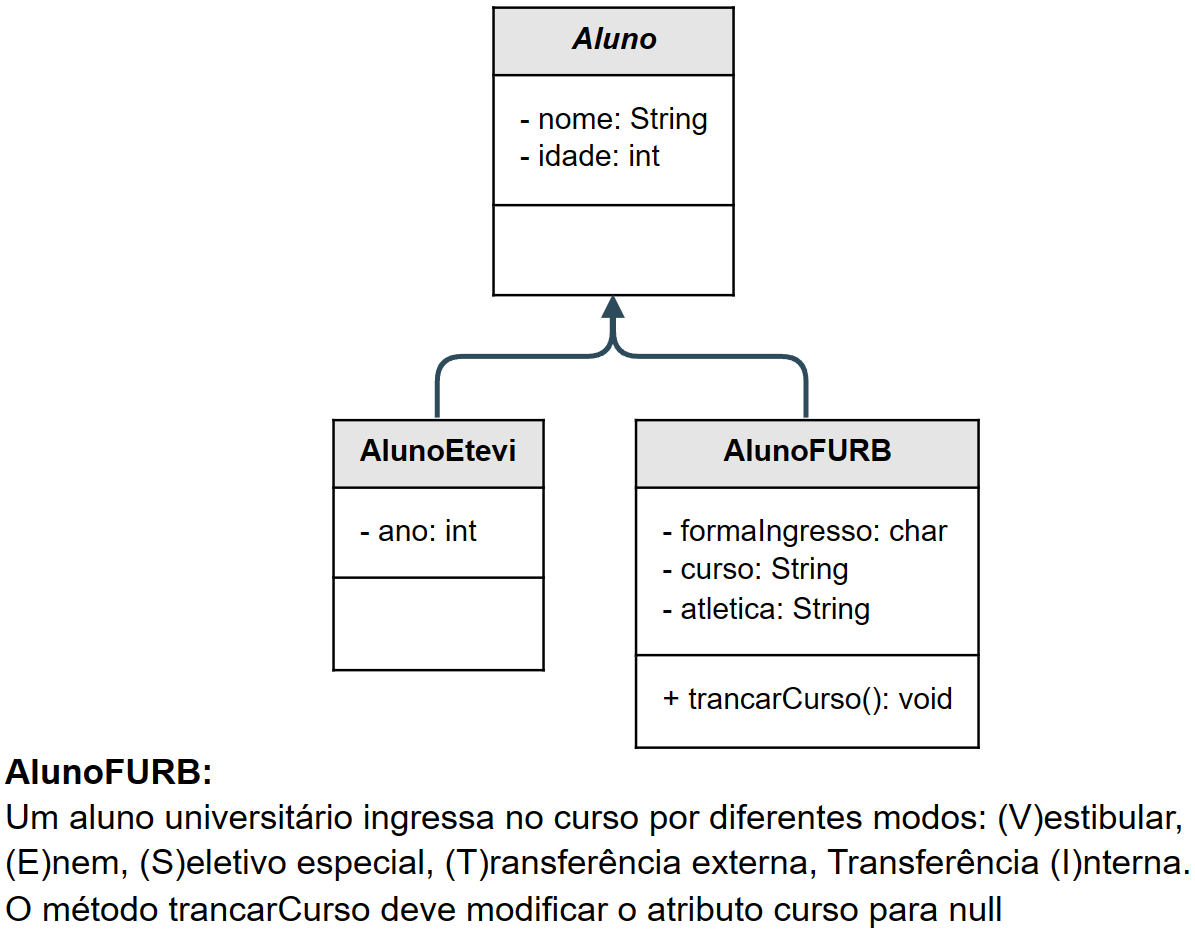 Aluno
- nome: String
- idade: int
AlunoEtevi
- ano: int
AlunoFURB
- formaIngresso: char
- curso: String
- atletica: String
+ trancarCurso(): void
AlunoFURB:
Um aluno universitário ingressa no curso por diferentes modos: (V)estibular,
(E)nem, (S)eletivo especial, (T)ransferência externa, Transferência (I)nterna.
O método trancarCurso deve modificar o atributo curso para null